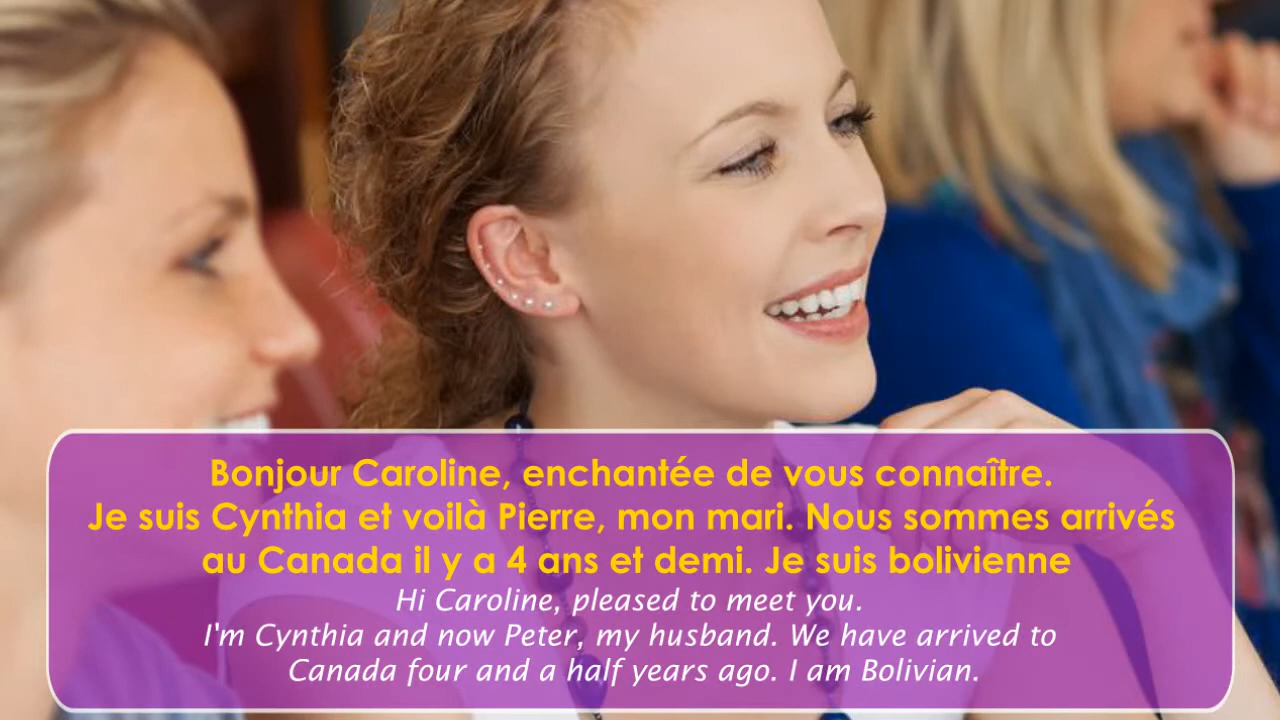 Bonjour Caroline, enchantée de vous connaître.
Je suis Cynthia et voilà Pierre, mon mari. Nous sommes arrivés
au Canada il y a 4 ans et demi. Je suis bolivienne
Hi Caroline, pleased to meet you.
I'm Cynthia and now Peter, my husband. We have arrived to
Canada four and a half years ago. I am Bolivian.